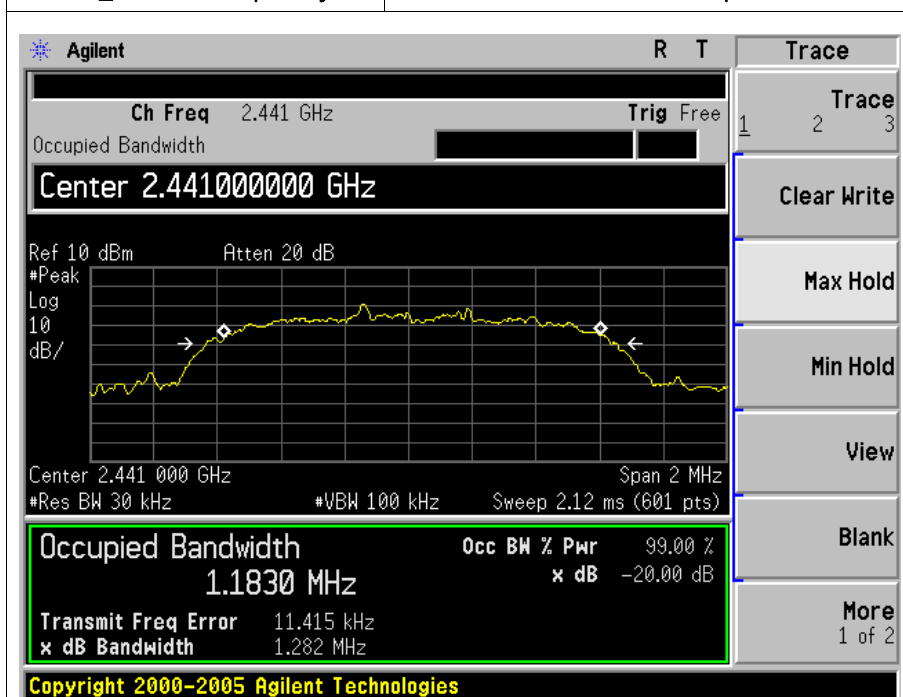 Agilent R T Trace
Ch Freq 2.441 GHz Trig Free
Occupied Bandwidth
Center 2.441000000 GHz
Ref 10 dBm Atten 20 dB
#Peak
Log
10
dB/
Center 2.441 000 GHz Span 2 MHz
#Res BW 30 kHz #VBW 100 kHz Sweep 2.12 ms (601 pts)
Occupied Bandwidth Occ BW % Pwr 99.00 %
1.1830 MHz x dB -20.00 dB
Transmit Freq Error 11.415 kHz
x dB Bandwidth 1.282 MHz
Copyright 2000-2005 Agilent Technologies
Trace
1 2 3
Clear Write
Max Hold
Min Hold
View
Blank
More
1 of 2